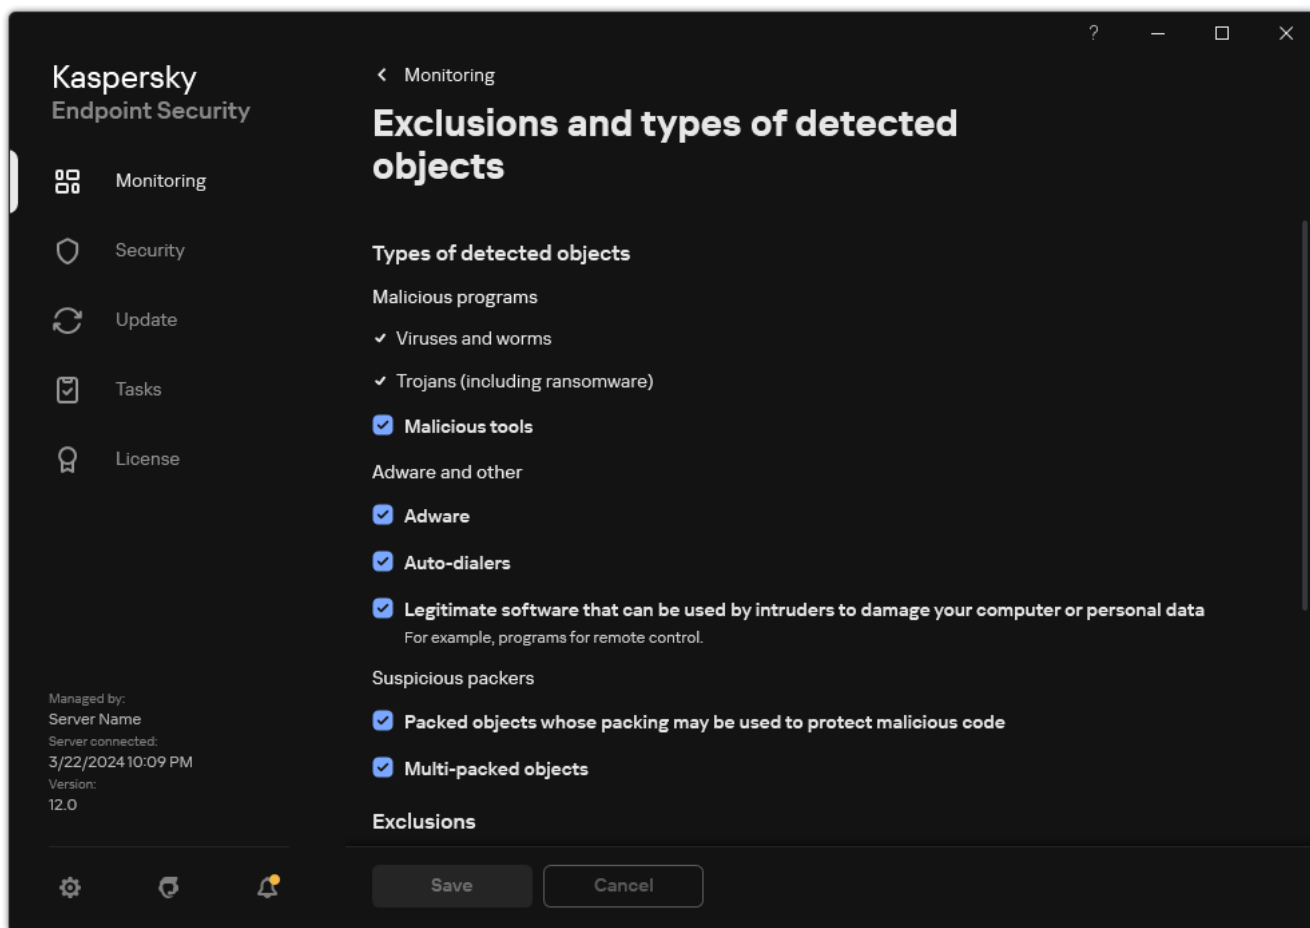 ?
Kaspersky
Endpoint Security
Monitoring
Security
Update
Tasks
License
Managed by:
Server Name
Server connected:
3/22/2024 10:09 PM
Version:
12.0
Monitoring
Exclusions and types of detected
objects
Types of detected objects
Malicious programs
Viruses and worms
Trojans (including ransomware)
Malicious tools
Adware and other
Adware
Auto-dialers
Legitimate software that can be used by intruders to damage your computer or personal data
For example, programs for remote control.
Suspicious packers
Packed objects whose packing may be used to protect malicious code
Multi-packed objects
Exclusions
Save
Cancel